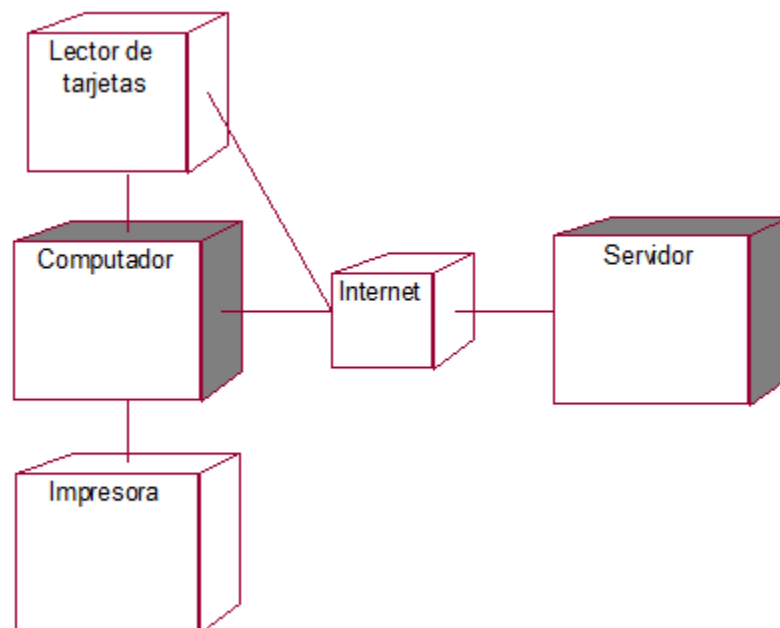 Lector de
tarjetas
Computador
Internet
Servidor
Impresora